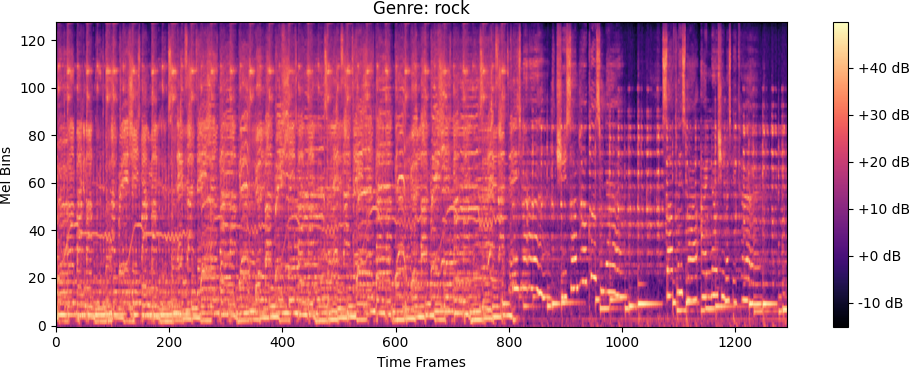 Genre: rock
Mel Bins
120
100
80
60
40
20
0
0 200 400 600 800 1000 1200
Time Frames
+40 dB
+30 dB
+20 dB
+10 dB
+0 dB
-10 dB